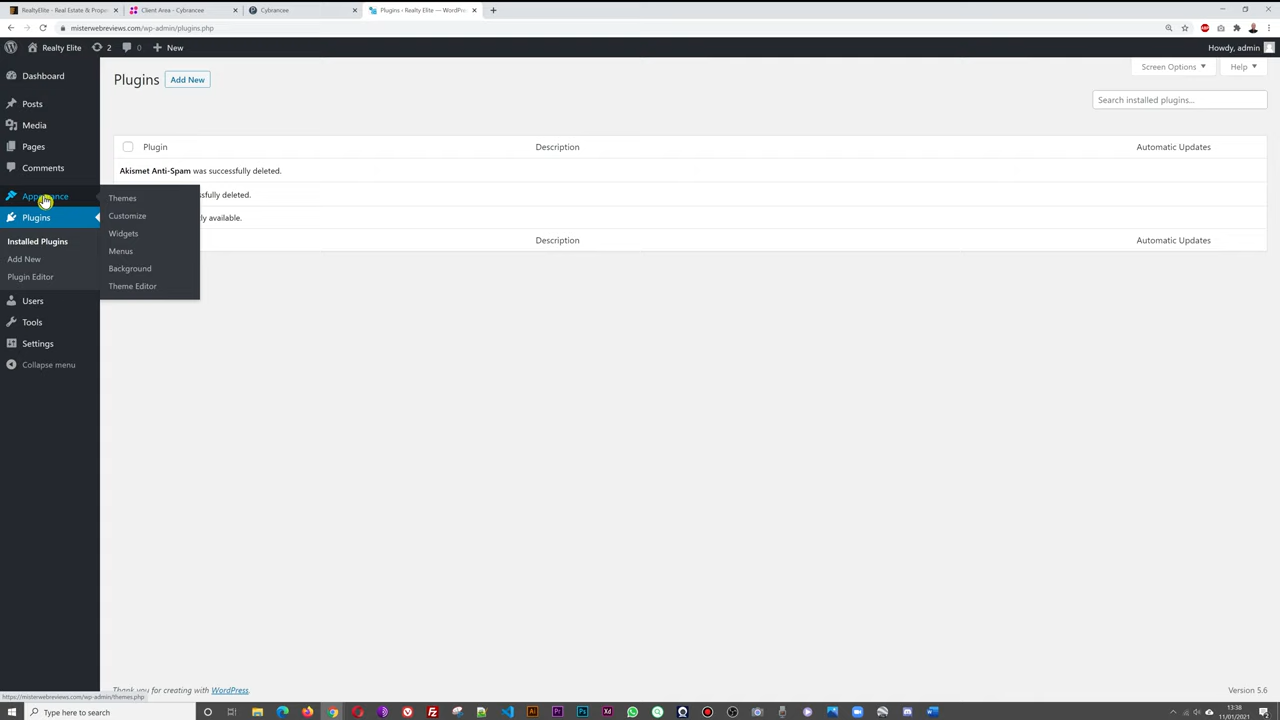 RealtyElite - Real Estate & Prope
Client Area - Cybrancee
Cybrancee
Plugins ‹ Realty Elite — WordPre
misterwebreviews.com/wp-admin/plugins.php
Realty Elite
2
0
New
Howdy, admin
Dashboard
Posts
Media
Pages
Comments
Appearance
Plugins
Installed Plugins
Add New
Plugin Editor
Users
Tools
Settings
Collapse menu
Themes
Customize
Widgets
Menus
Background
Theme Editor
Plugins
Add New
Screen Options
Help
Search installed plugins...
Plugin
Description
Automatic Updates
Akismet Anti-Spam was successfully deleted.
ssfully deleted.
tly available.
Description
Automatic Updates
Thank you for creating with WordPress.
Version 5.6
https://misterwebreviews.com/wp-admin/themes.php
Type here to search
13:38
11/01/2021